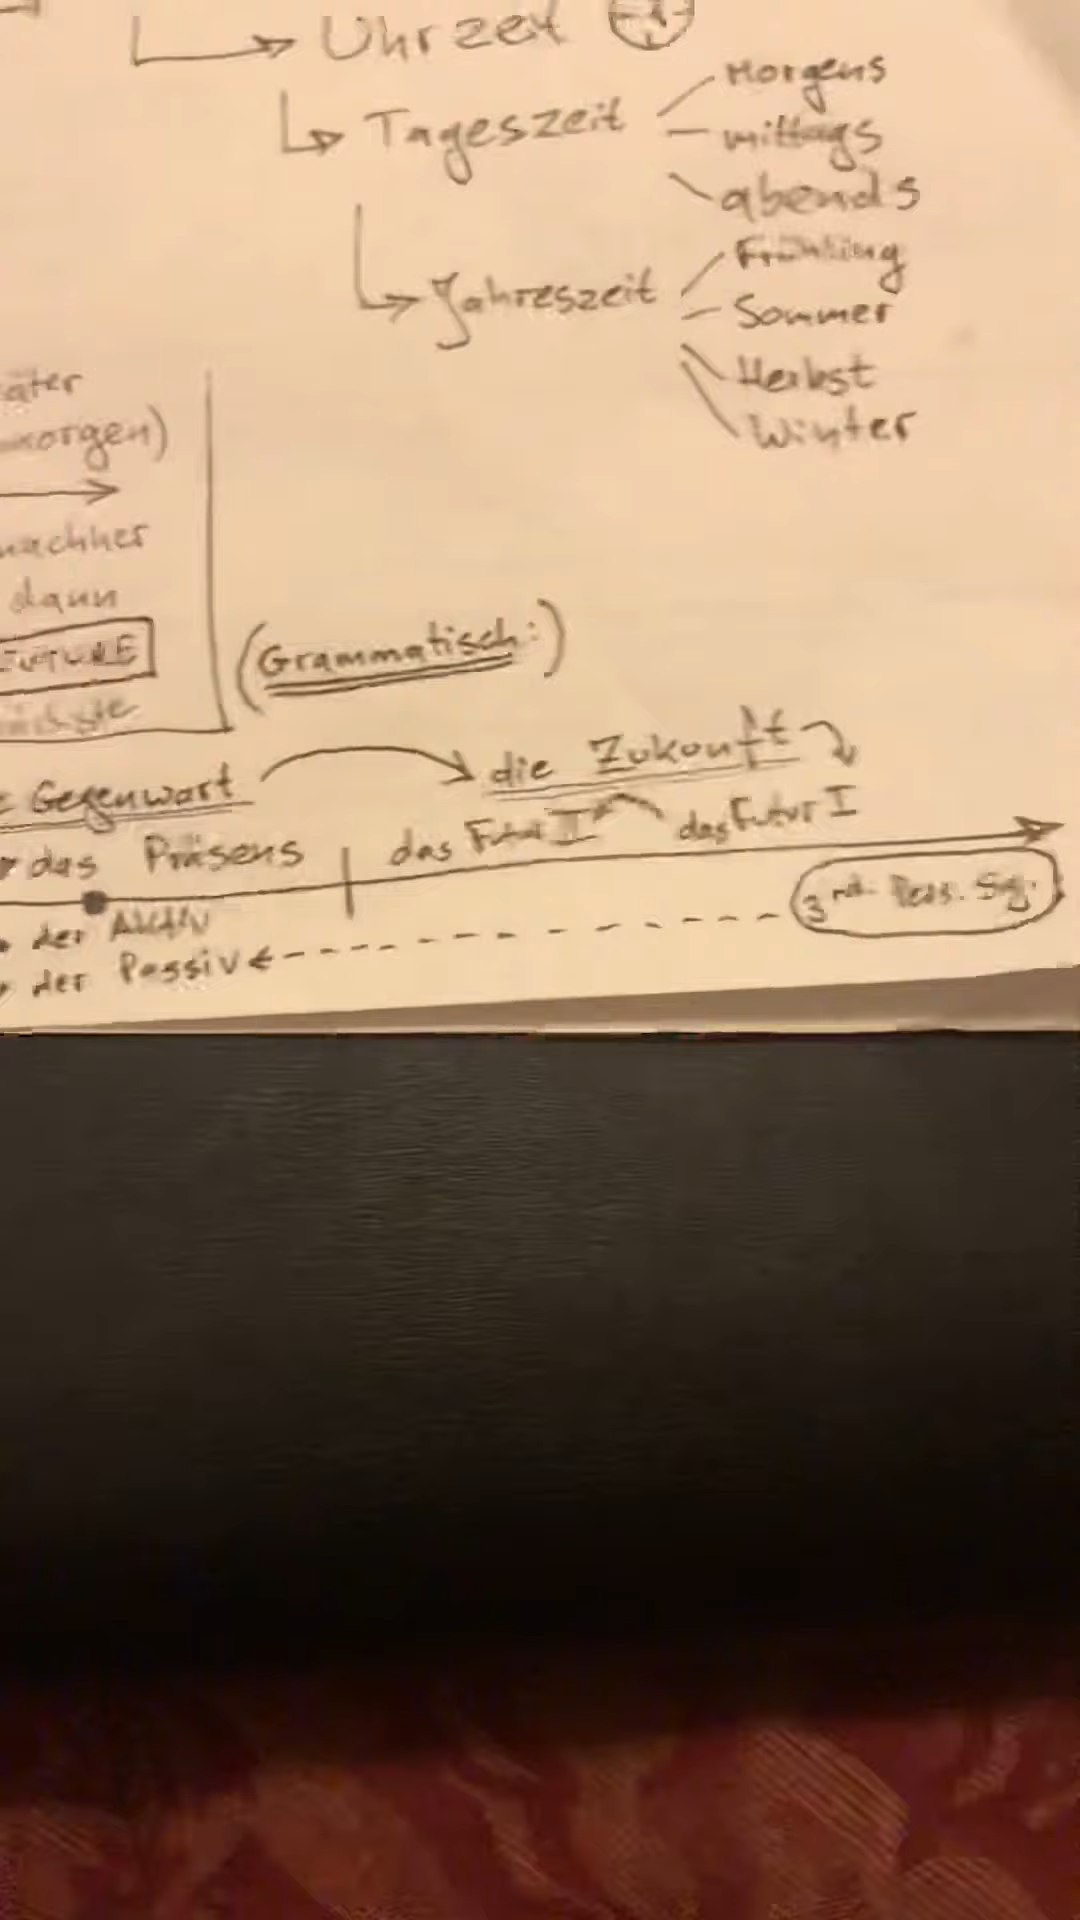 Uhrzeit
Tageszeit
Morgens
mittags
abends
Jahreszeit
Frühling
Sommer
Herbst
Winter
äter
morgen)
nachher
dann
FUTURE
(Grammatisch:)
Gegenwart
die Zukunft
das Präsens
das Futur II
das Futur I
der Aktiv
3rd. Pers. Sg.
der Passiv